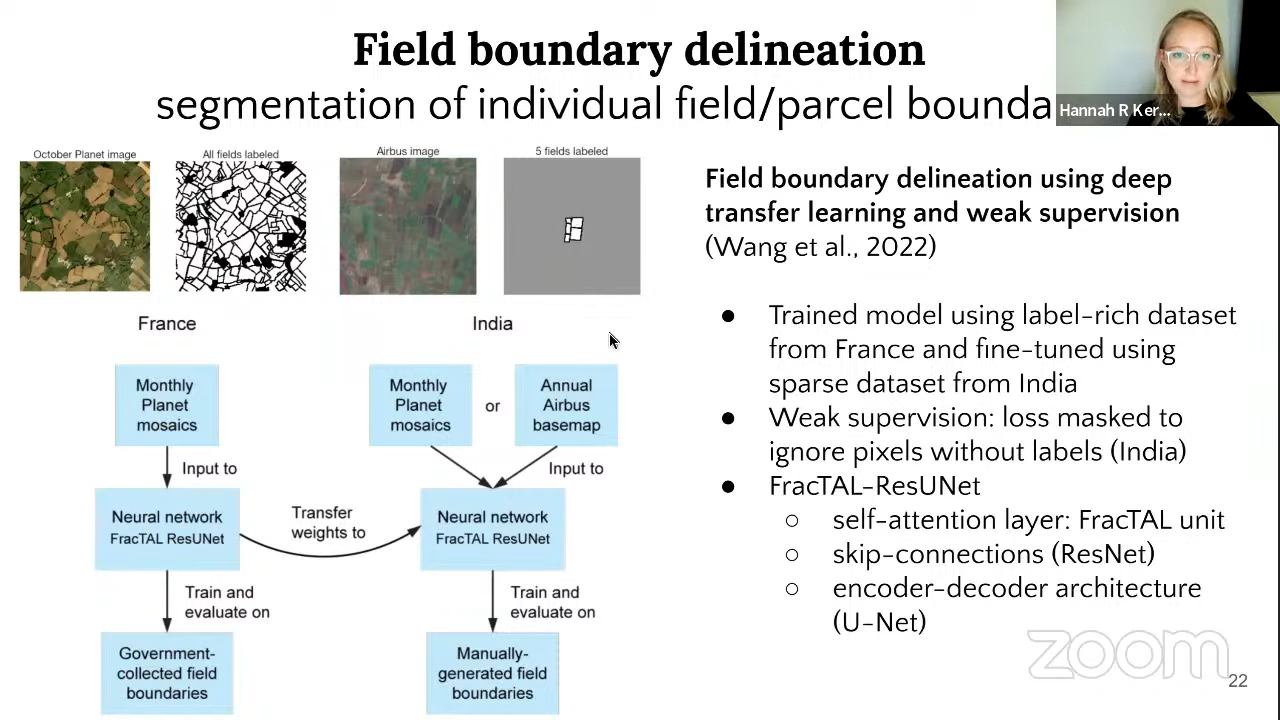 Field boundary delineation
segmentation of individual field/parcel bounda
Hannah R Ker...
October Planet image
All fields labeled
Airbus image
5 fields labeled
France
India
Monthly
Planet
mosaics
Monthly
Planet
mosaics
or
Annual
Airbus
basemap
Input to
Input to
Neural network
FracTAL ResUNet
Transfer
weights to
Neural network
FracTAL ResUNet
Train and
evaluate on
Train and
evaluate on
Government-
collected field
boundaries
Manually-
generated field
boundaries
Field boundary delineation using deep
transfer learning and weak supervision
(Wang et al., 2022)
● Trained model using label-rich dataset
from France and fine-tuned using
sparse dataset from India
● Weak supervision: loss masked to
ignore pixels without labels (India)
● FracTAL-ResUNet
○ self-attention layer: FracTAL unit
○ skip-connections (ResNet)
○ encoder-decoder architecture
(U-Net)
zoom
22